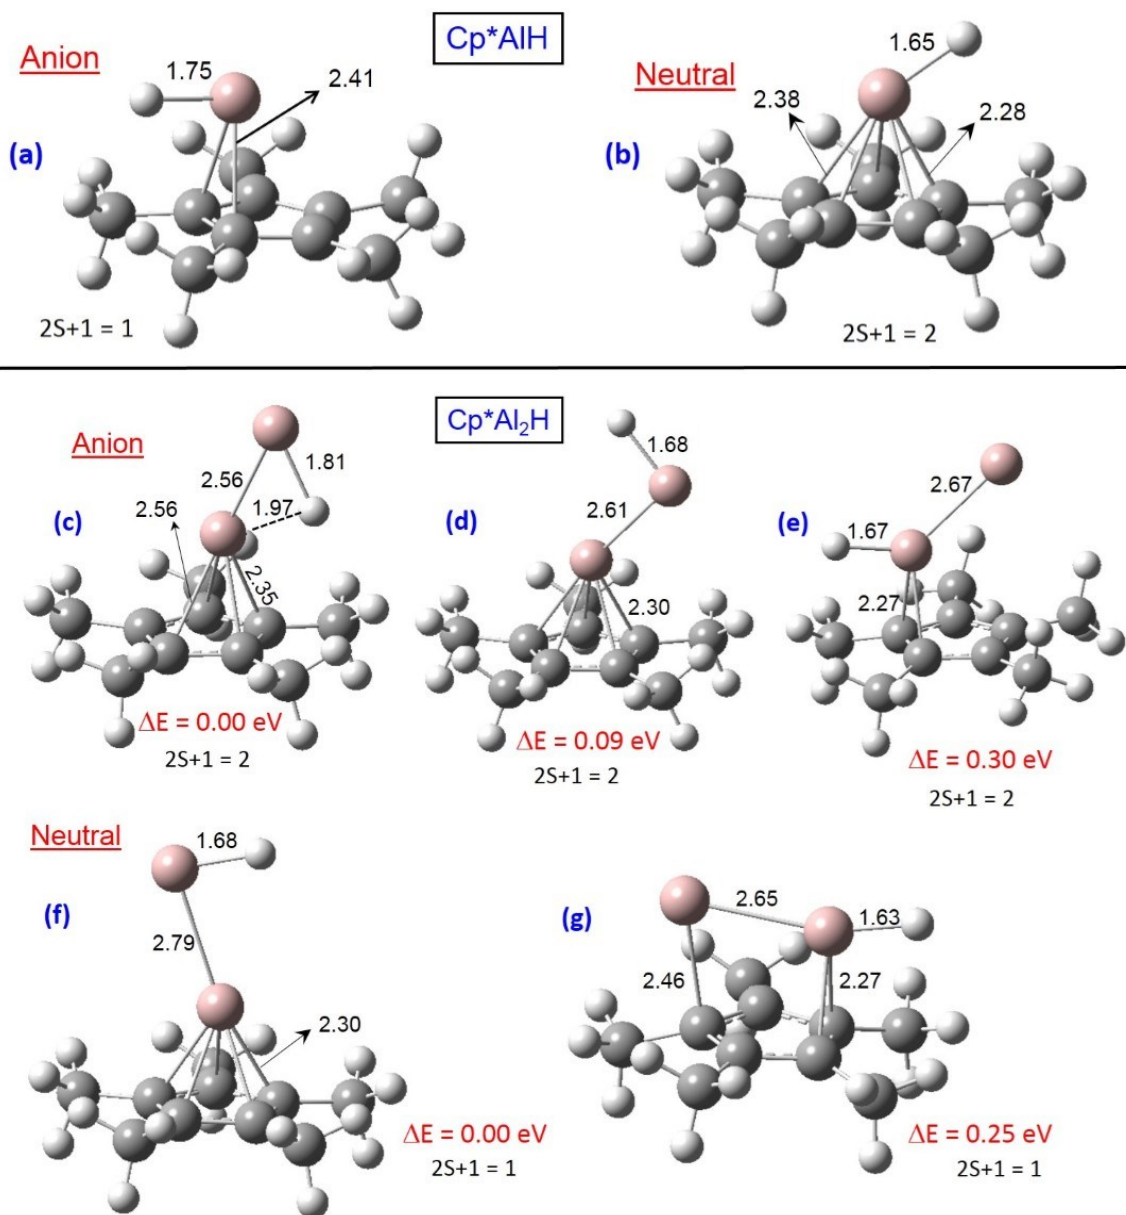 Cp*AlH
Anion
1.75
2.41
(a)
2S+1 = 1
Neutral
1.65
2.38
2.28
(b)
2S+1 = 2
Cp*Al2H
Anion
(c)
1.81
2.56
2.56
1.97
2.35
ΔE = 0.00 eV
2S+1 = 2
(d)
1.68
2.61
2.30
ΔE = 0.09 eV
2S+1 = 2
(e)
2.67
1.67
2.27
ΔE = 0.30 eV
2S+1 = 2
Neutral
(f)
1.68
2.79
2.30
ΔE = 0.00 eV
2S+1 = 1
(g)
2.65
1.63
2.46
2.27
ΔE = 0.25 eV
2S+1 = 1